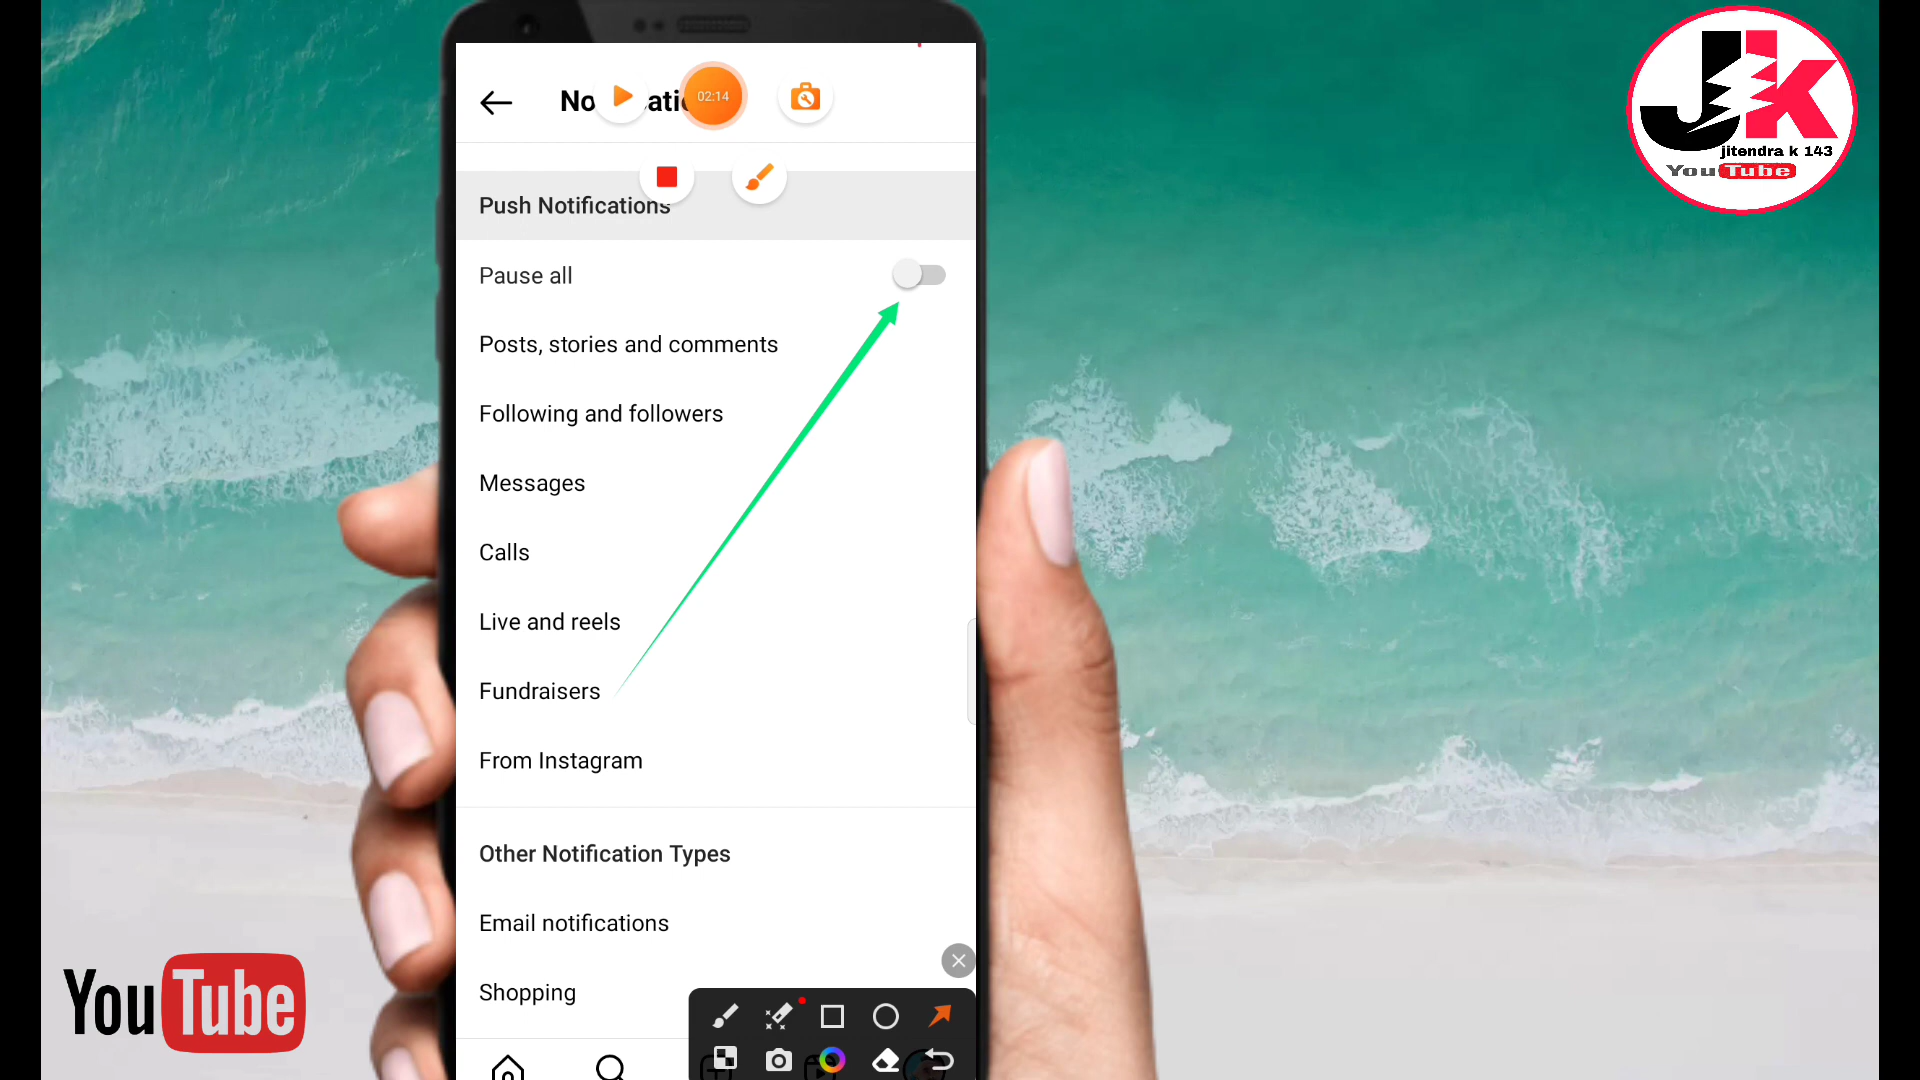 No ati
02:14
Push Notifications
Pause all
Posts, stories and comments
Following and followers
Messages
Calls
Live and reels
Fundraisers
From Instagram
Other Notification Types
Email notifications
Shopping
JK
jitendra k 143
YouTube
YouTube